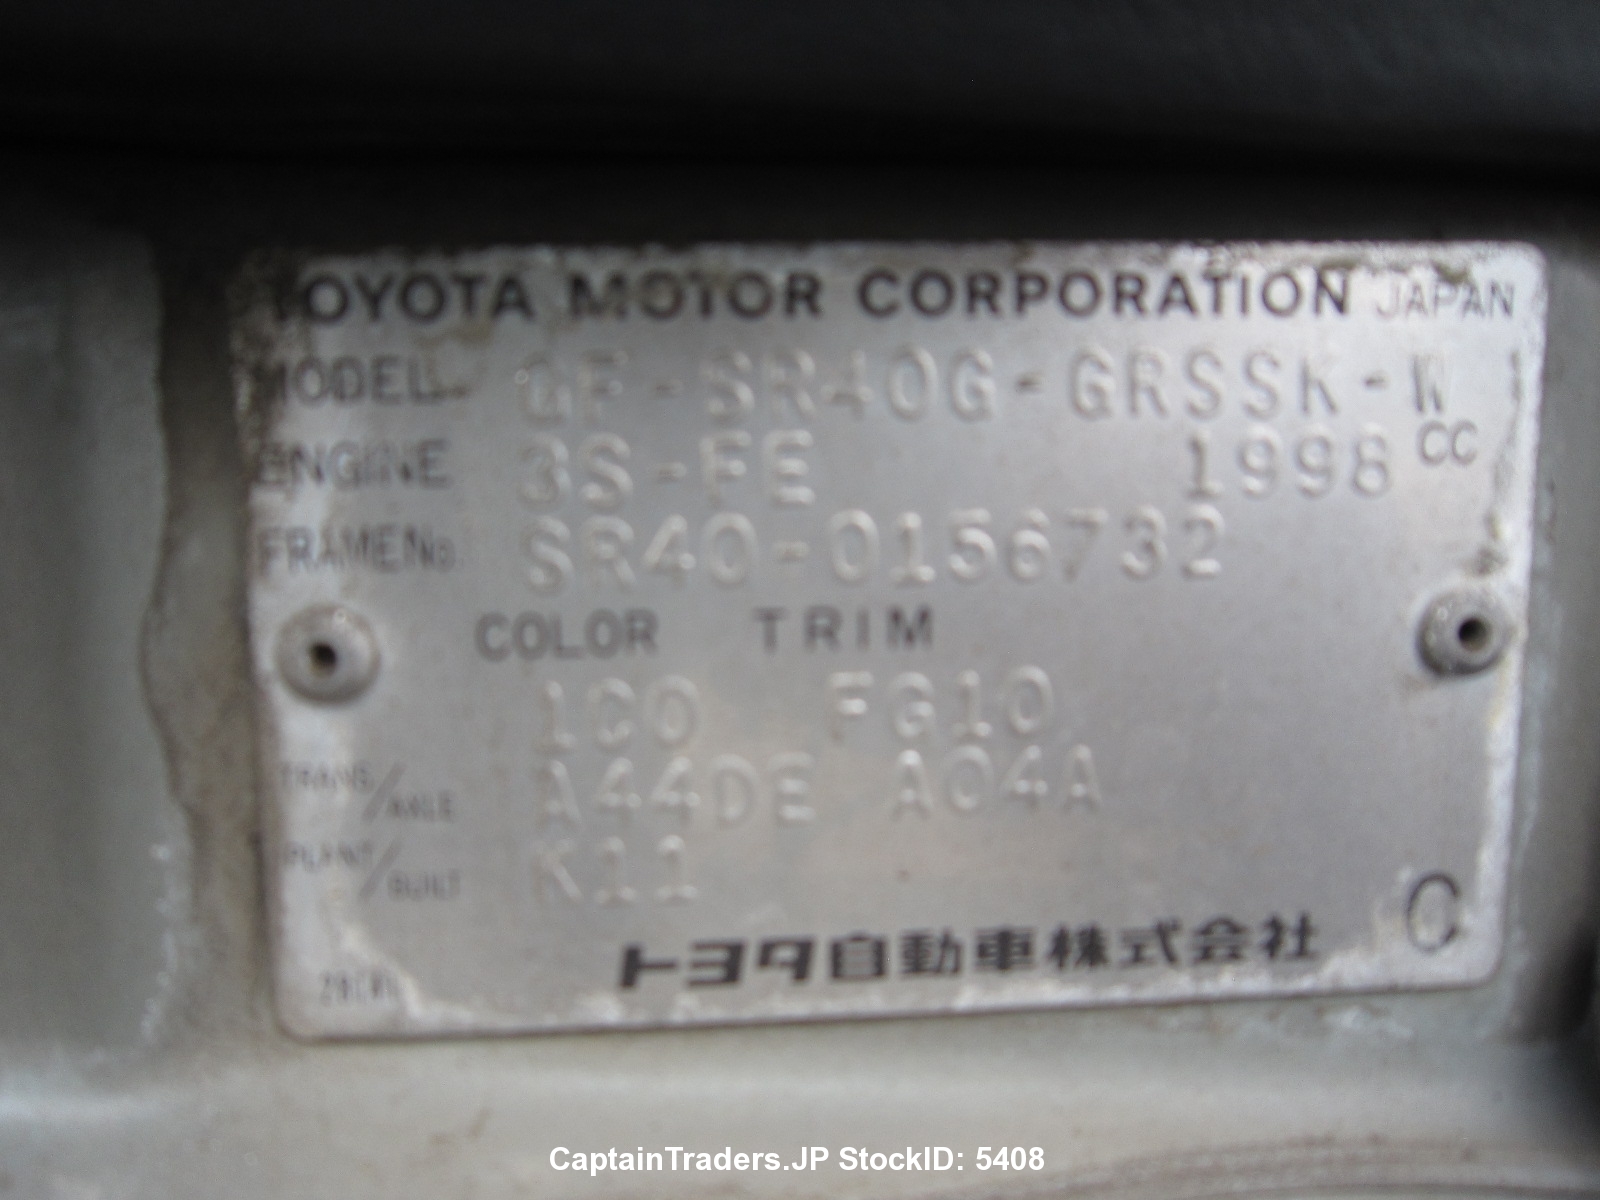 TOYOTA MOTOR CORPORATION JAPAN
MODEL GF-SR40G-GRSSK-W
ENGINE 3S-FE 1998 CC
FRAME No. SR40-0156732
COLOR TRIM
1C0 FG10
TRANS/AXLE A44DE A04A
PLANT/BUILT K11
C
トヨタ自動車株式会社
CaptainTraders.JP StockID: 5408